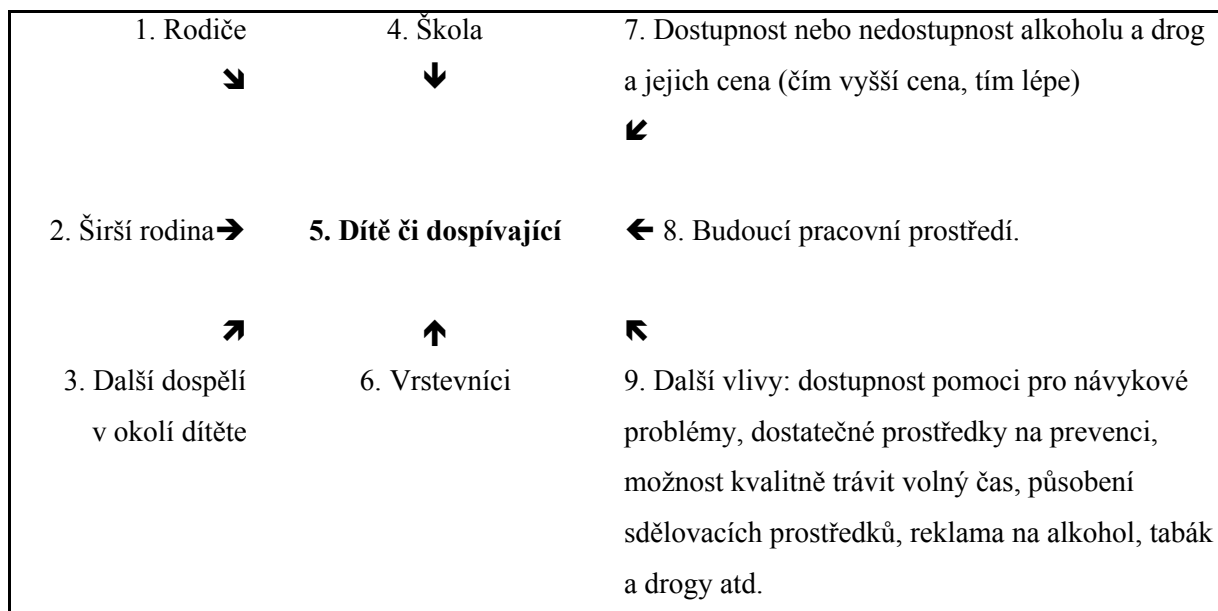 1. Rodiče
4. Škola
7. Dostupnost nebo nedostupnost alkoholu a drog
a jejich cena (čím vyšší cena, tím lépe)
2. Širší rodina
5. Dítě či dospívající
8. Budoucí pracovní prostředí.
3. Další dospělí
v okolí dítěte
6. Vrstevníci
9. Další vlivy: dostupnost pomoci pro návykové
problémy, dostatečné prostředky na prevenci,
možnost kvalitně trávit volný čas, působení
sdělovacích prostředků, reklama na alkohol, tabák
a drogy atd.